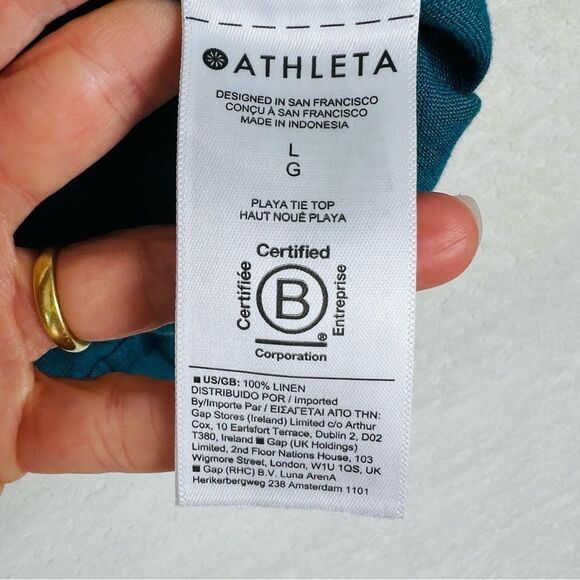 ATHLETA
DESIGNED IN SAN FRANCISCO
CONÇU À SAN FRANCISCO
MADE IN INDONESIA
L
G
PLAYA TIE TOP
HAUT NOUÉ PLAYA
Certified
Certifiée
B
Entreprise
®
Corporation
■ US/GB: 100% LINEN
DISTRIBUIDO POR / Imported
By/Importe Par / ΕΙΣΑΓΕΤΑΙ ΑΠΟ ΤΗΝ:
Gap Stores (Ireland) Limited c/o Arthur
Cox, 10 Earlsfort Terrace, Dublin 2, D02
T380, Ireland ■ Gap (UK Holdings)
Limited, 2nd Floor Nations House, 103
Wigmore Street, London, W1U 1QS, UK
■ Gap (RHC) B.V. Luna ArenA
Herikerbergweg 238 Amsterdam 1101